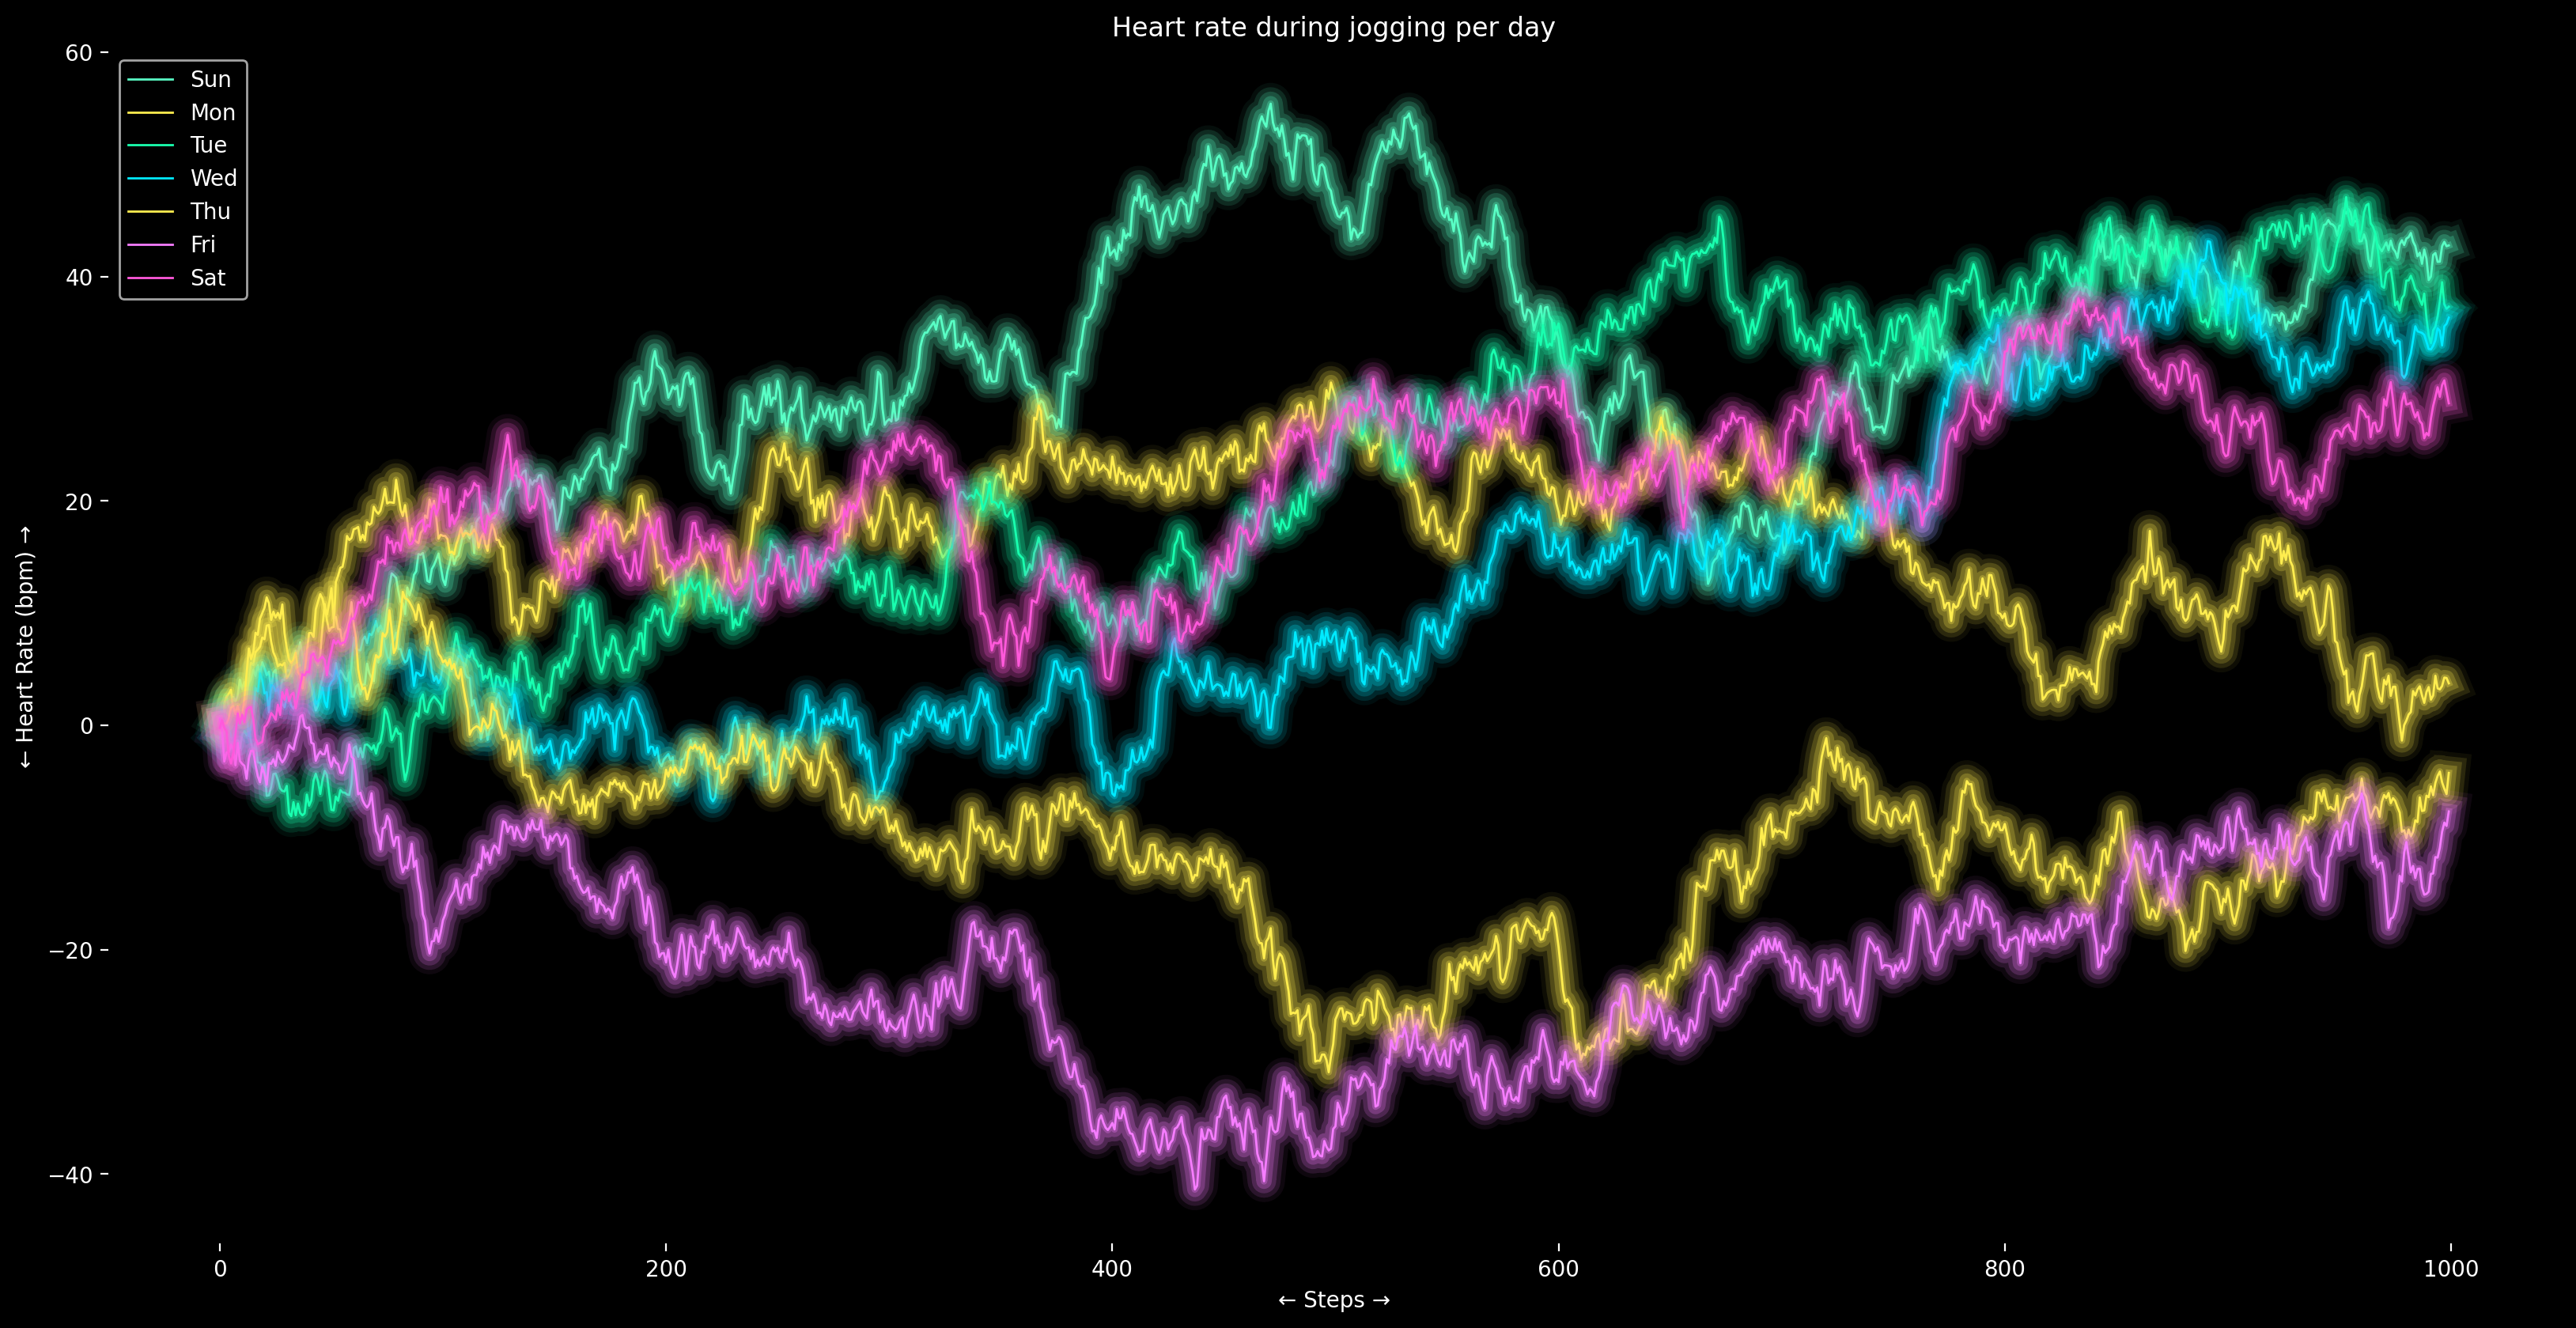 Heart rate during jogging per day
60
40
20
0
−20
−40
← Heart Rate (bpm) →
Sun
Mon
Tue
Wed
Thu
Fri
Sat
0 200 400 600 800 1000
← Steps →